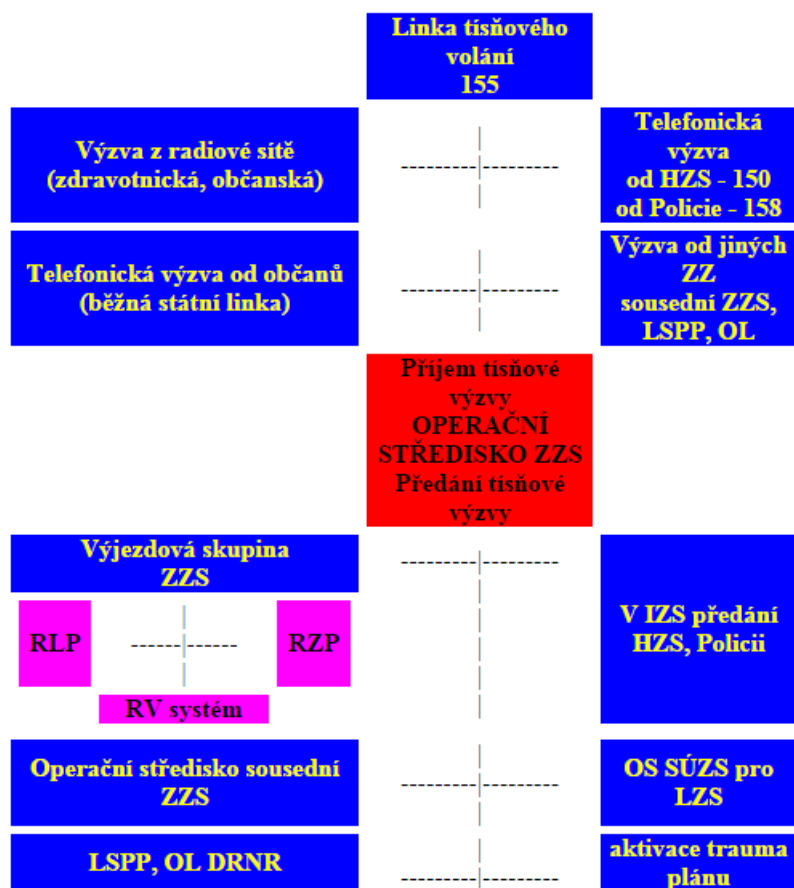 Linka tísňového
volání
155
Výzva z radiové sítě
(zdravotnická, občanská)
Telefonická
výzva
od HZS - 150
od Policie - 158
Telefonická výzva od občanů
(běžná státní linka)
Výzva od jiných
ZZ
sousední ZZS,
LSPP, OL
Příjem tísňové
výzvy
OPERAČNÍ
STŘEDISKO ZZS
Předání tísňové
výzvy
Výjezdová skupina
ZZS
RLP
RZP
RV systém
V IZS předání
HZS, Policii
Operační středisko sousední
ZZS
OS SÚZS pro
LZS
LSPP, OL DRNR
aktivace trauma
plánu